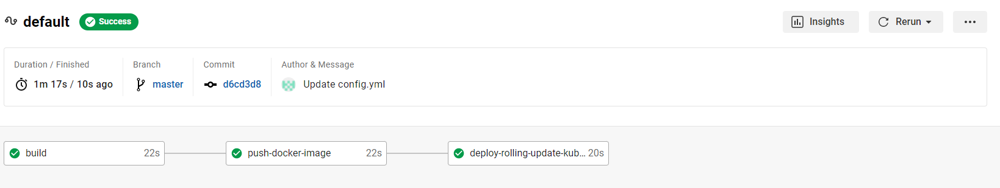 default Success Insights Rerun
Duration / Finished Branch Commit Author & Message
1m 17s / 10s ago master d6cd3d8 Update config.yml
build 22s push-docker-image 22s deploy-rolling-update-kub... 20s